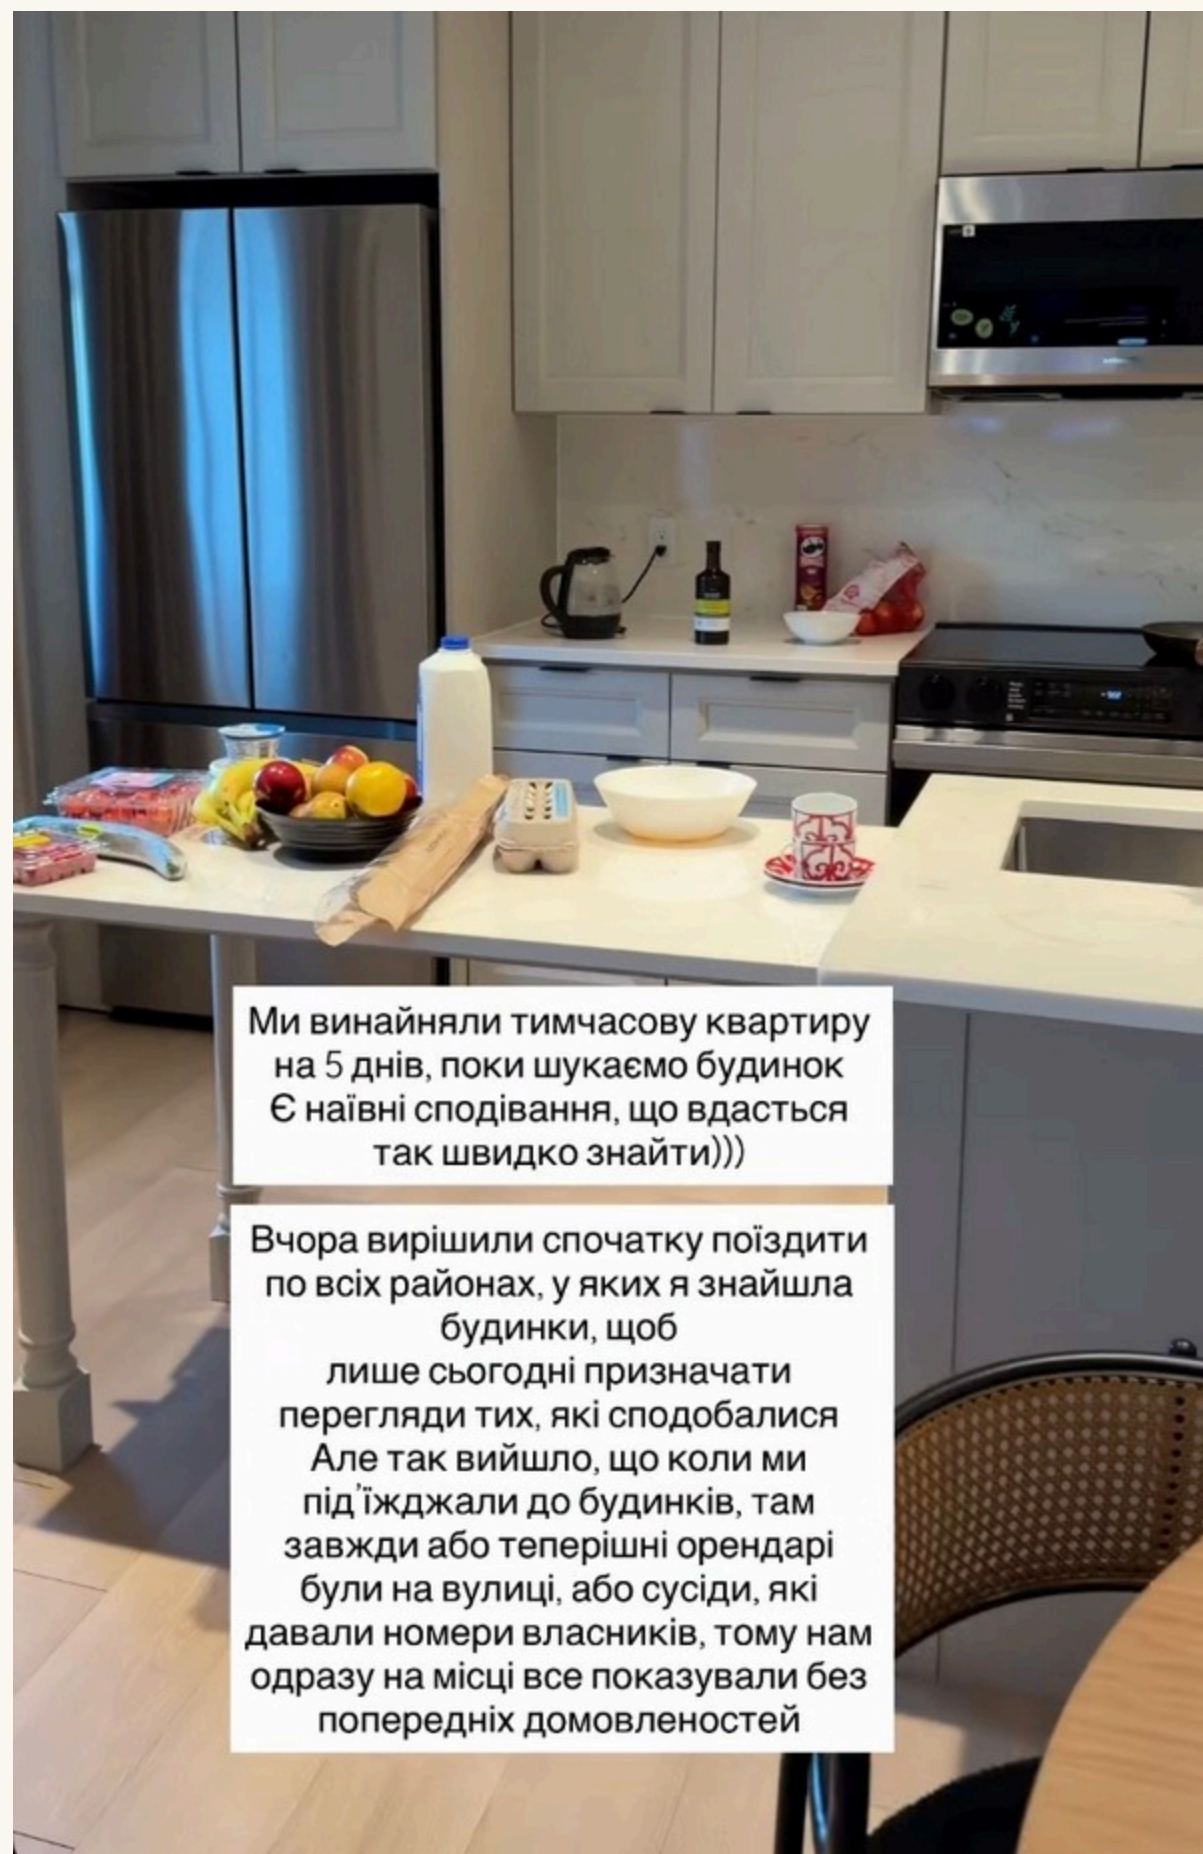 Ми винайняли тимчасову квартиру
на 5 днів, поки шукаємо будинок
Є наївні сподівання, що вдасться
так швидко знайти)))
Вчора вирішили спочатку поїздити
по всіх районах, у яких я знайшла
будинки, щоб
лише сьогодні призначати
перегляди тих, які сподобалися
Але так вийшло, що коли ми
під'їжджали до будинків, там
завжди або теперішні орендарі
були на вулиці, або сусіди, які
давали номери власників, тому нам
одразу на місці все показували без
попередніх домовленостей